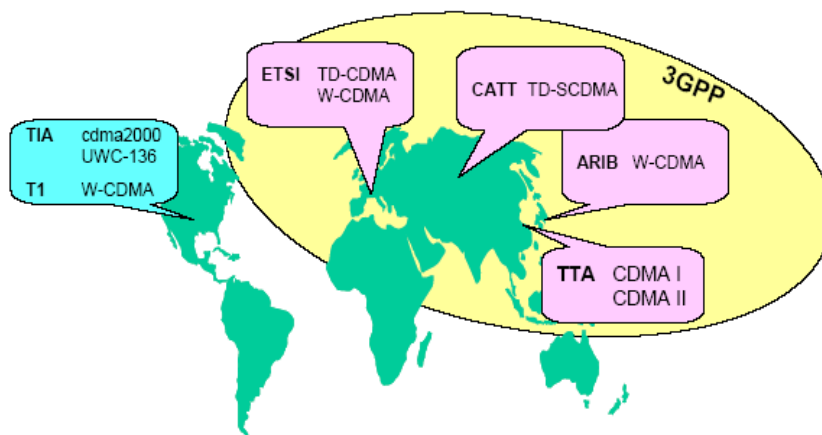 3GPP
ETSI TD-CDMA
W-CDMA
CATT TD-SCDMA
TIA cdma2000
UWC-136
T1 W-CDMA
ARIB W-CDMA
TTA CDMA I
CDMA II